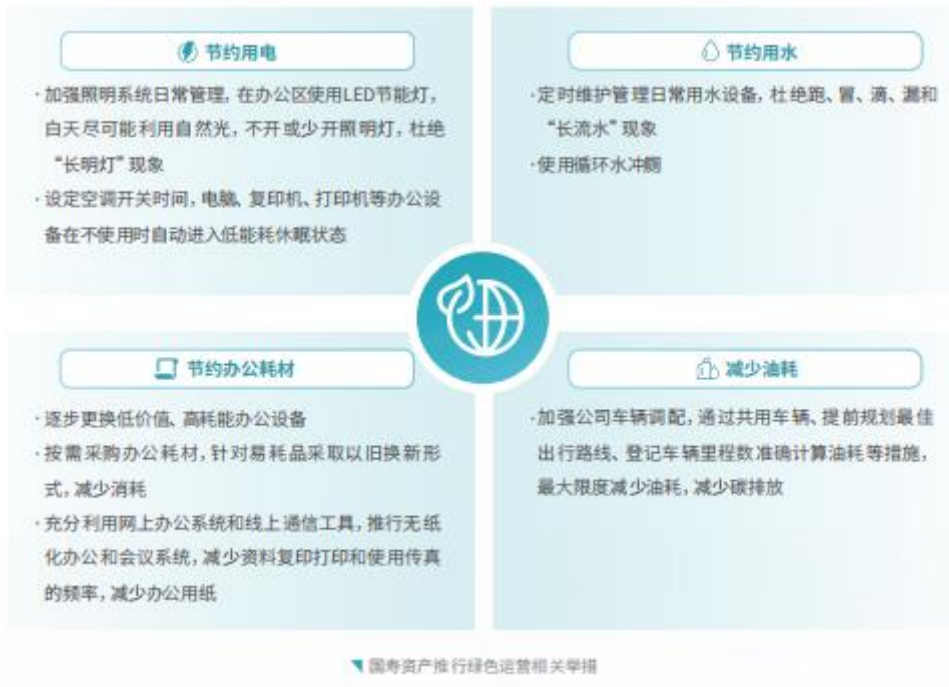 节约用电
·加强照明系统日常管理，在办公区使用LED节能灯，
白天尽可能利用自然光，不开或少开照明灯，杜绝
“长明灯”现象
·设定空调开关时间，电脑、复印机、打印机等办公设
备在不使用时自动进入低能耗休眠状态
节约用水
·定时维护管理日常用水设备，杜绝跑、冒、滴、漏和
“长流水”现象
·使用循环水冲厕
节约办公耗材
·逐步更换低价值、高耗能办公设备
·按需采购办公耗材，针对易耗品采取以旧换新形
式，减少消耗
·充分利用网上办公系统和线上通信工具，推行无纸
化办公和会议系统，减少资料复印打印和使用传真
的频率，减少办公用纸
减少油耗
·加强公司车辆调配，通过共用车辆、提前规划最佳
出行路线、登记车辆里程数准确计算油耗等措施，
最大限度减少油耗，减少碳排放
国寿资产推行绿色运营相关举措